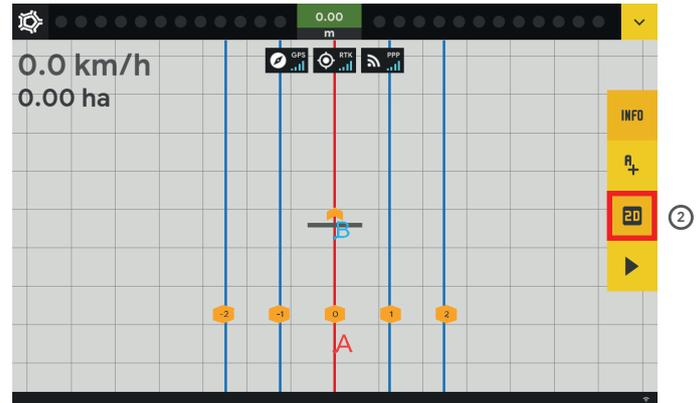 0.00
m
GPS
RTK
PPP
0.0 km/h
0.00 ha
INFO
A
+
2D
2
B
-2 -1 0 1 2
A